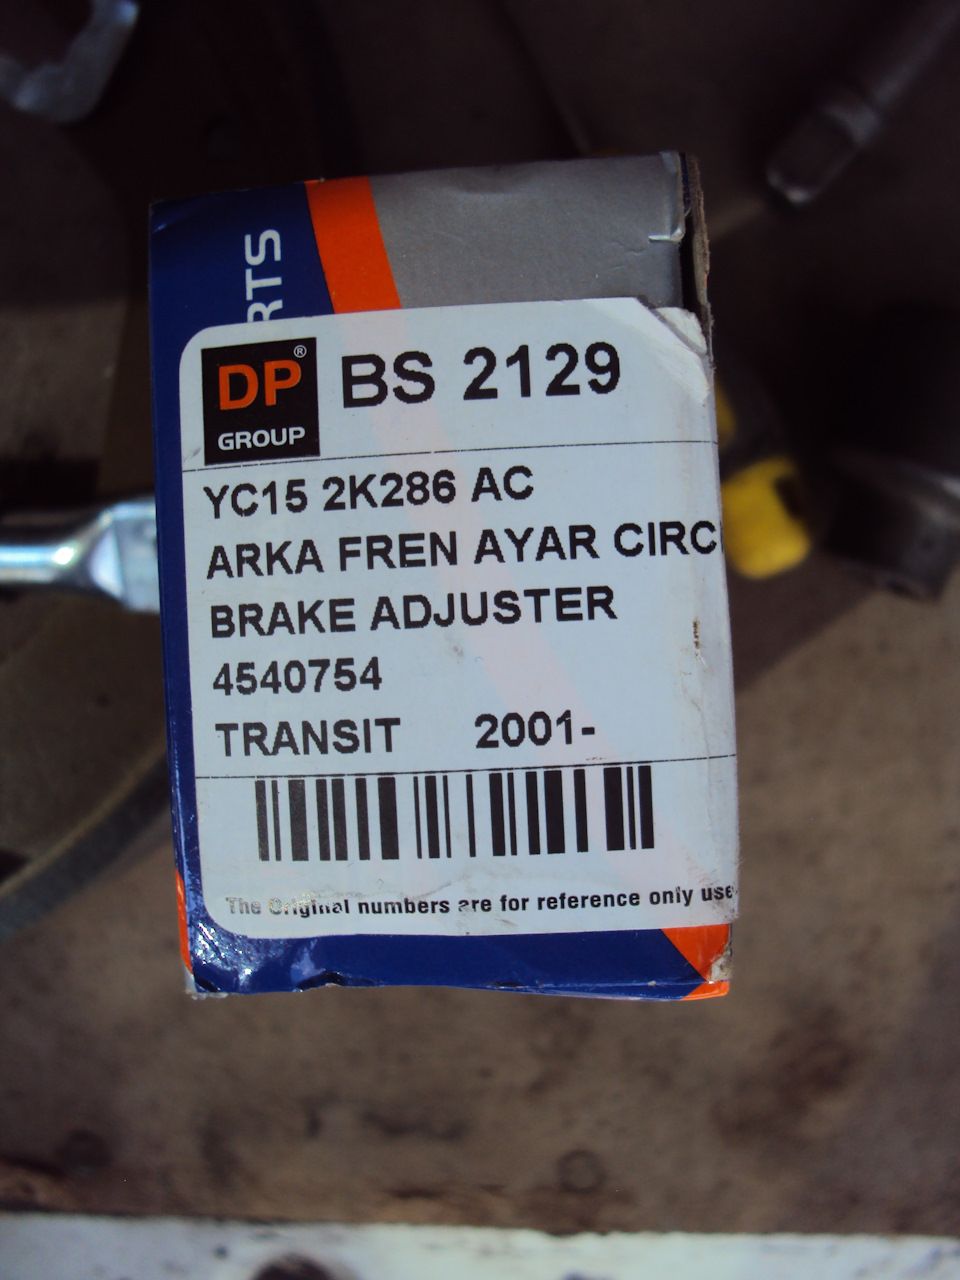 RTS
DP®
GROUP
BS 2129
YC15 2K286 AC
ARKA FREN AYAR CIRC
BRAKE ADJUSTER
4540754
TRANSIT 2001-
The Original numbers are for reference only use